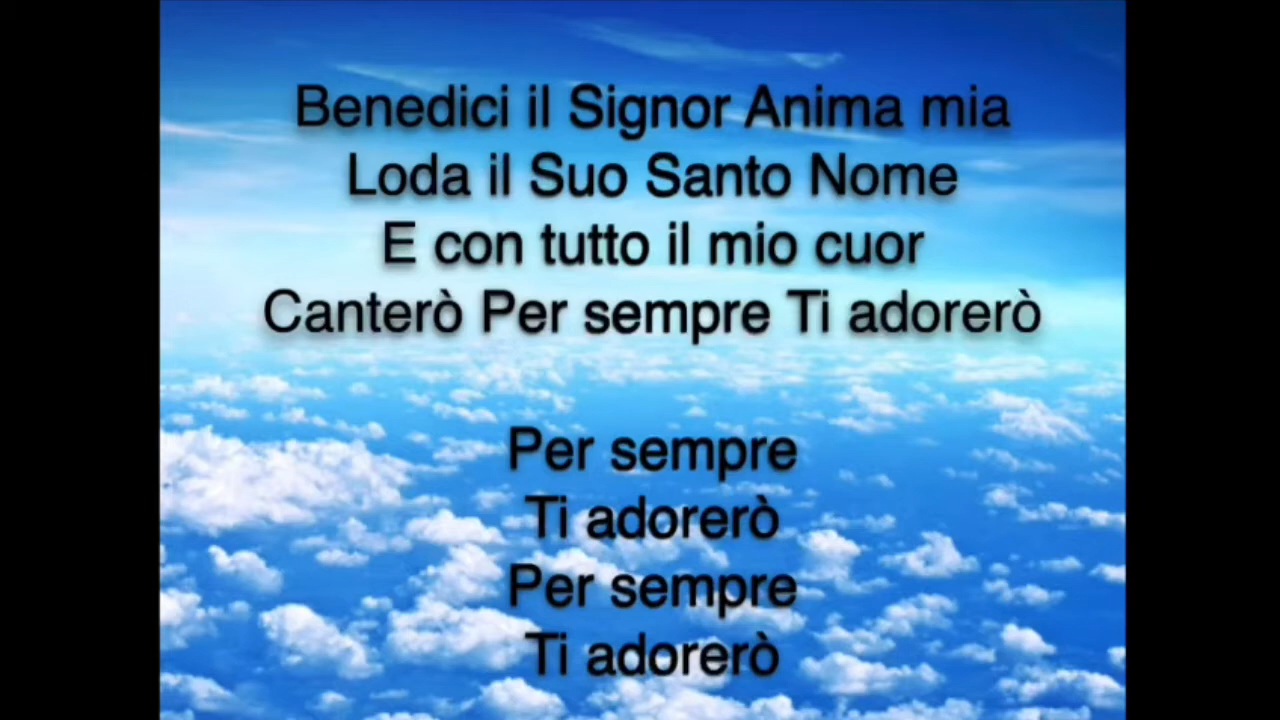 Benedici il Signor Anima mia
Loda il Suo Santo Nome
E con tutto il mio cuor
Canterò Per sempre Ti adorerò
Per sempre
Ti adorerò
Per sempre
Ti adorerò